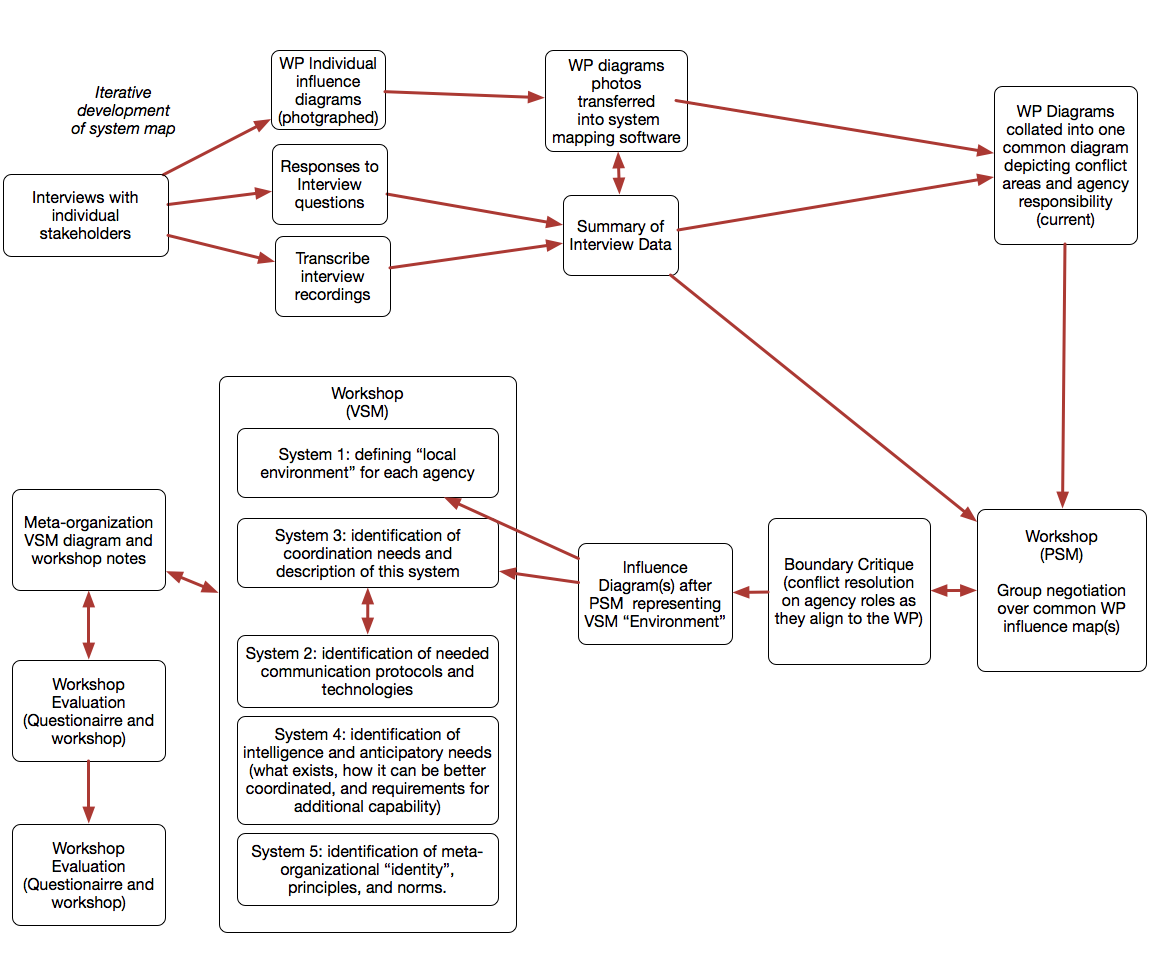 Iterative
development
of system map
Interviews with
individual
stakeholders
WP Individual
influence
diagrams
(photgraphed)
Responses to
Interview
questions
Transcribe
interview
recordings
WP diagrams
photos
transferred
into system
mapping software
Summary of
Interview Data
WP Diagrams
collated into one
common diagram
depicting conflict
areas and agency
responsibility
(current)
Workshop
(PSM)
Group negotiation
over common WP
influence map(s)
Boundary Critique
(conflict resolution
on agency roles as
they align to the WP)
Influence
Diagram(s) after
PSM representing
VSM “Environment”
Workshop
(VSM)
System 1: defining “local
environment” for each agency
System 3: identification of
coordination needs and
description of this system
System 2: identification of needed
communication protocols and
technologies
System 4: identification of
intelligence and anticipatory needs
(what exists, how it can be better
coordinated, and requirements for
additional capability)
System 5: identification of meta-
organizational “identity”,
principles, and norms.
Meta-organization
VSM diagram and
workshop notes
Workshop
Evaluation
(Questionairre and
workshop)
Workshop
Evaluation
(Questionairre and
workshop)